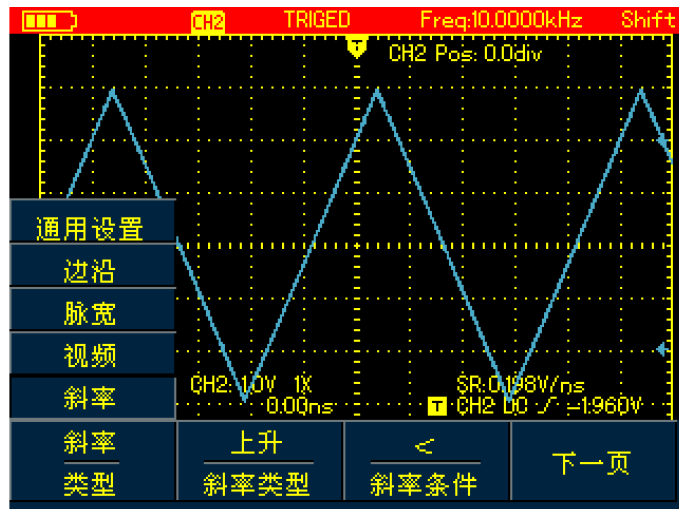 CH2 TRIGED Freq:10.0000kHz Shift
T CH2 Pos: 0.0div
通用设置
边沿
脉宽
视频
斜率
CH2: 1.0V 1X SR:0.198V/ns
0.00ns T CH2 DC -1.960V
斜率 上升 < 下一页
类型 斜率类型 斜率条件